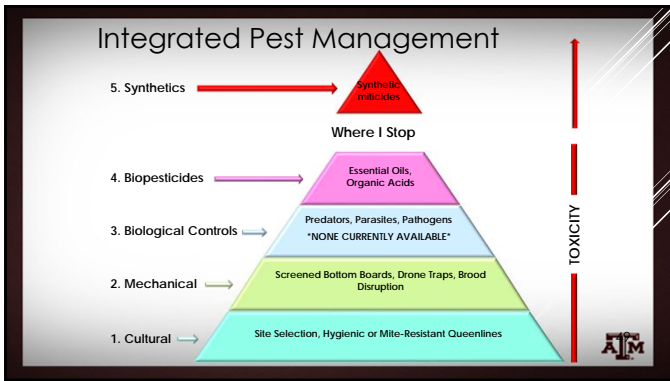 Integrated Pest Management
5. Synthetics
Synthetic
miticides
Where I Stop
4. Biopesticides
Essential Oils,
Organic Acids
3. Biological Controls
Predators, Parasites, Pathogens
*NONE CURRENTLY AVAILABLE*
2. Mechanical
Screened Bottom Boards, Drone Traps, Brood
Disruption
1. Cultural
Site Selection, Hygienic or Mite-Resistant Queenlines
TOXICITY
ATM